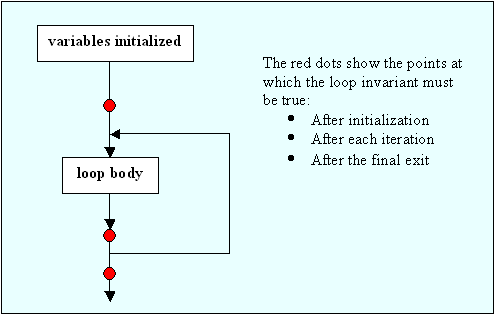 variables initialized
The red dots show the points at
which the loop invariant must
be true:
• After initialization
• After each iteration
• After the final exit
loop body